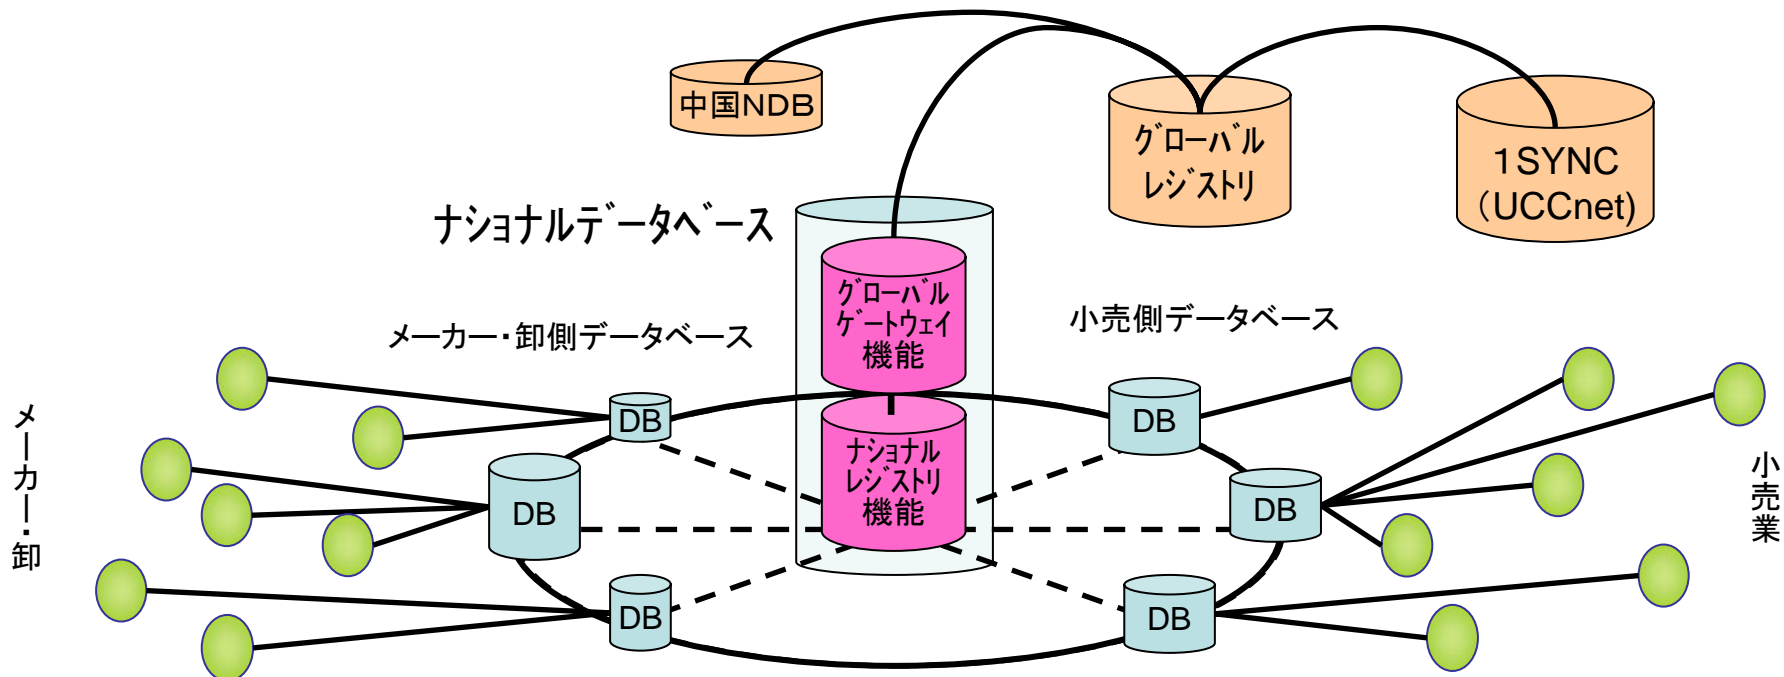 中国NDB
グローバル
レジストリ
1SYNC
(UCCnet)
ナショナルデータベース
グローバル
ゲートウェイ
機能
メーカー・卸側データベース
小売側データベース
DB
DB
DB
ナショナル
レジストリ
機能
DB
DB
DB
メーカー・卸
小売業